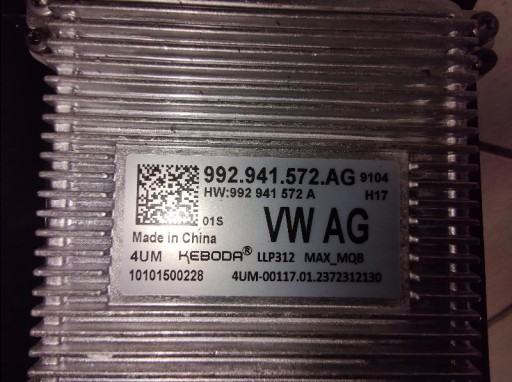 992.941.572.AG 9104
HW:992 941 572 A H17
01S VW AG
Made in China
4UM KEBODA® LLP312 MAX_MQB
10101500228 4UM-00117.01.2372312130